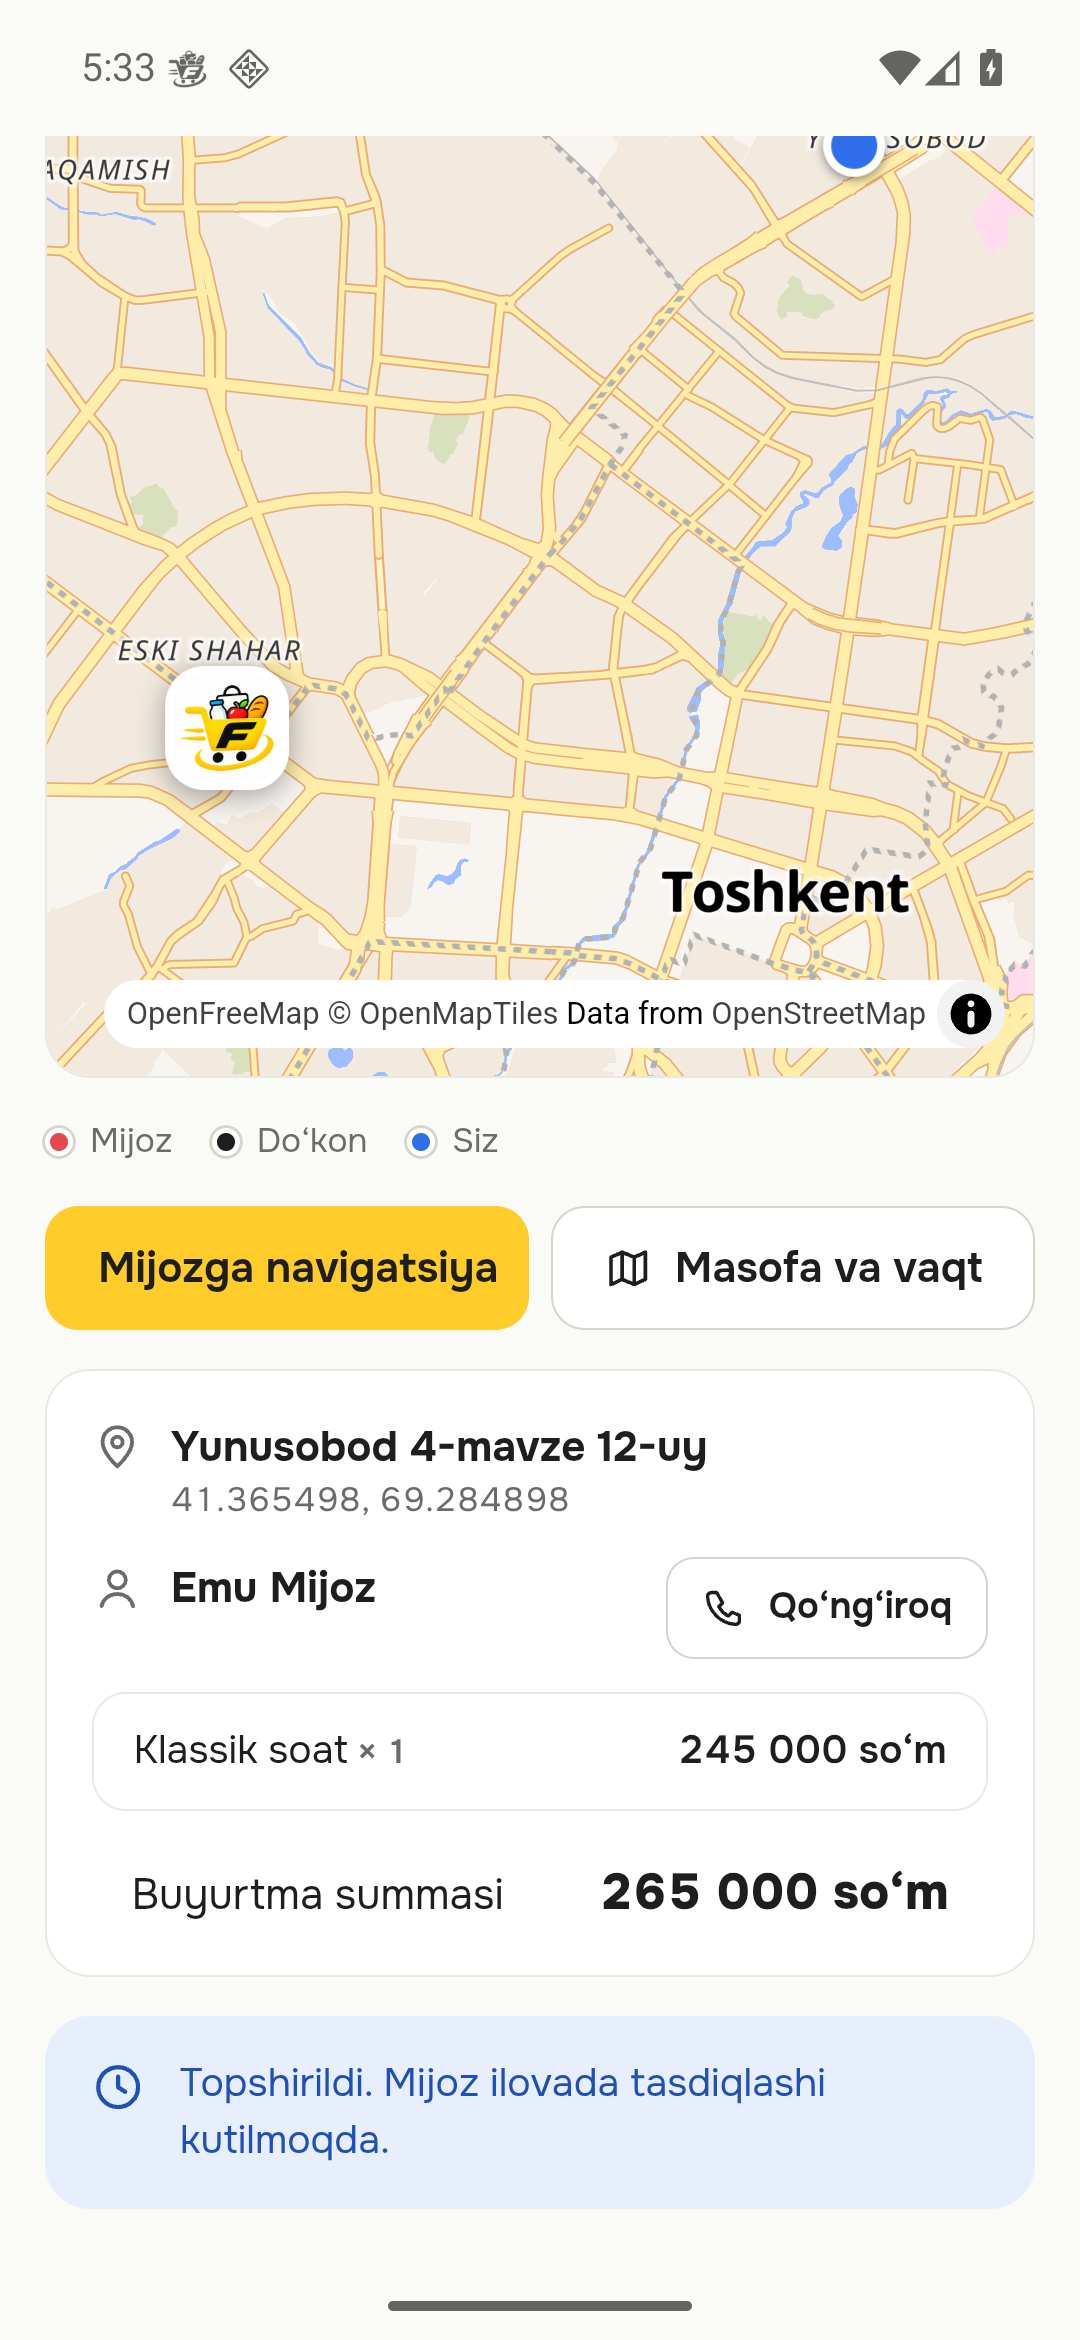 5:33
AQAMISH
SOBOD
ESKI SHAHAR
F
Toshkent
OpenFreeMap © OpenMapTiles Data from OpenStreetMap
Mijoz
Do‘kon
Siz
Mijozga navigatsiya
Masofa va vaqt
Yunusobod 4-mavze 12-uy
41.365498, 69.284898
Emu Mijoz
Qo‘ng‘iroq
Klassik soat × 1
245 000 so‘m
Buyurtma summasi
265 000 so‘m
Topshirildi. Mijoz ilovada tasdiqlashi
kutilmoqda.